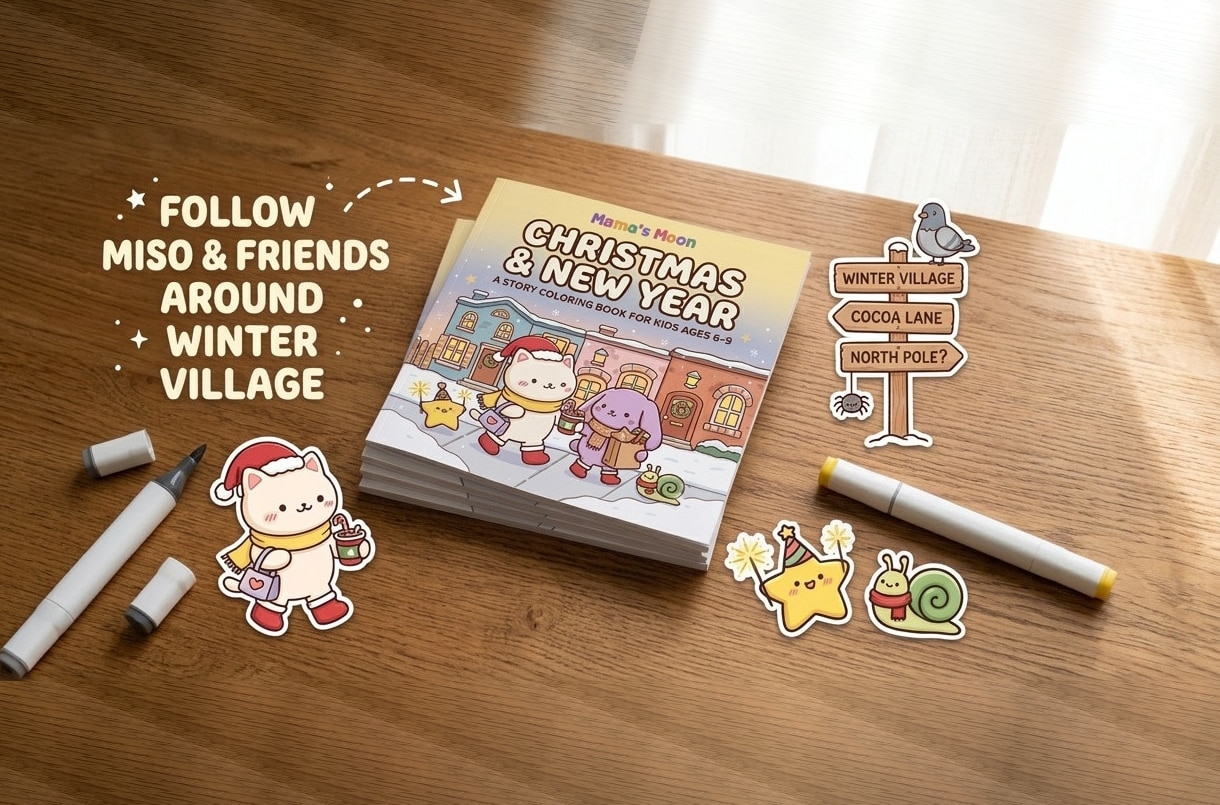 FOLLOW
MISO & FRIENDS
AROUND
WINTER
VILLAGE
Mama's Moon
CHRISTMAS
& NEW YEAR
A STORY COLORING BOOK FOR KIDS AGES 6–9
WINTER VILLAGE
COCOA LANE
NORTH POLE?